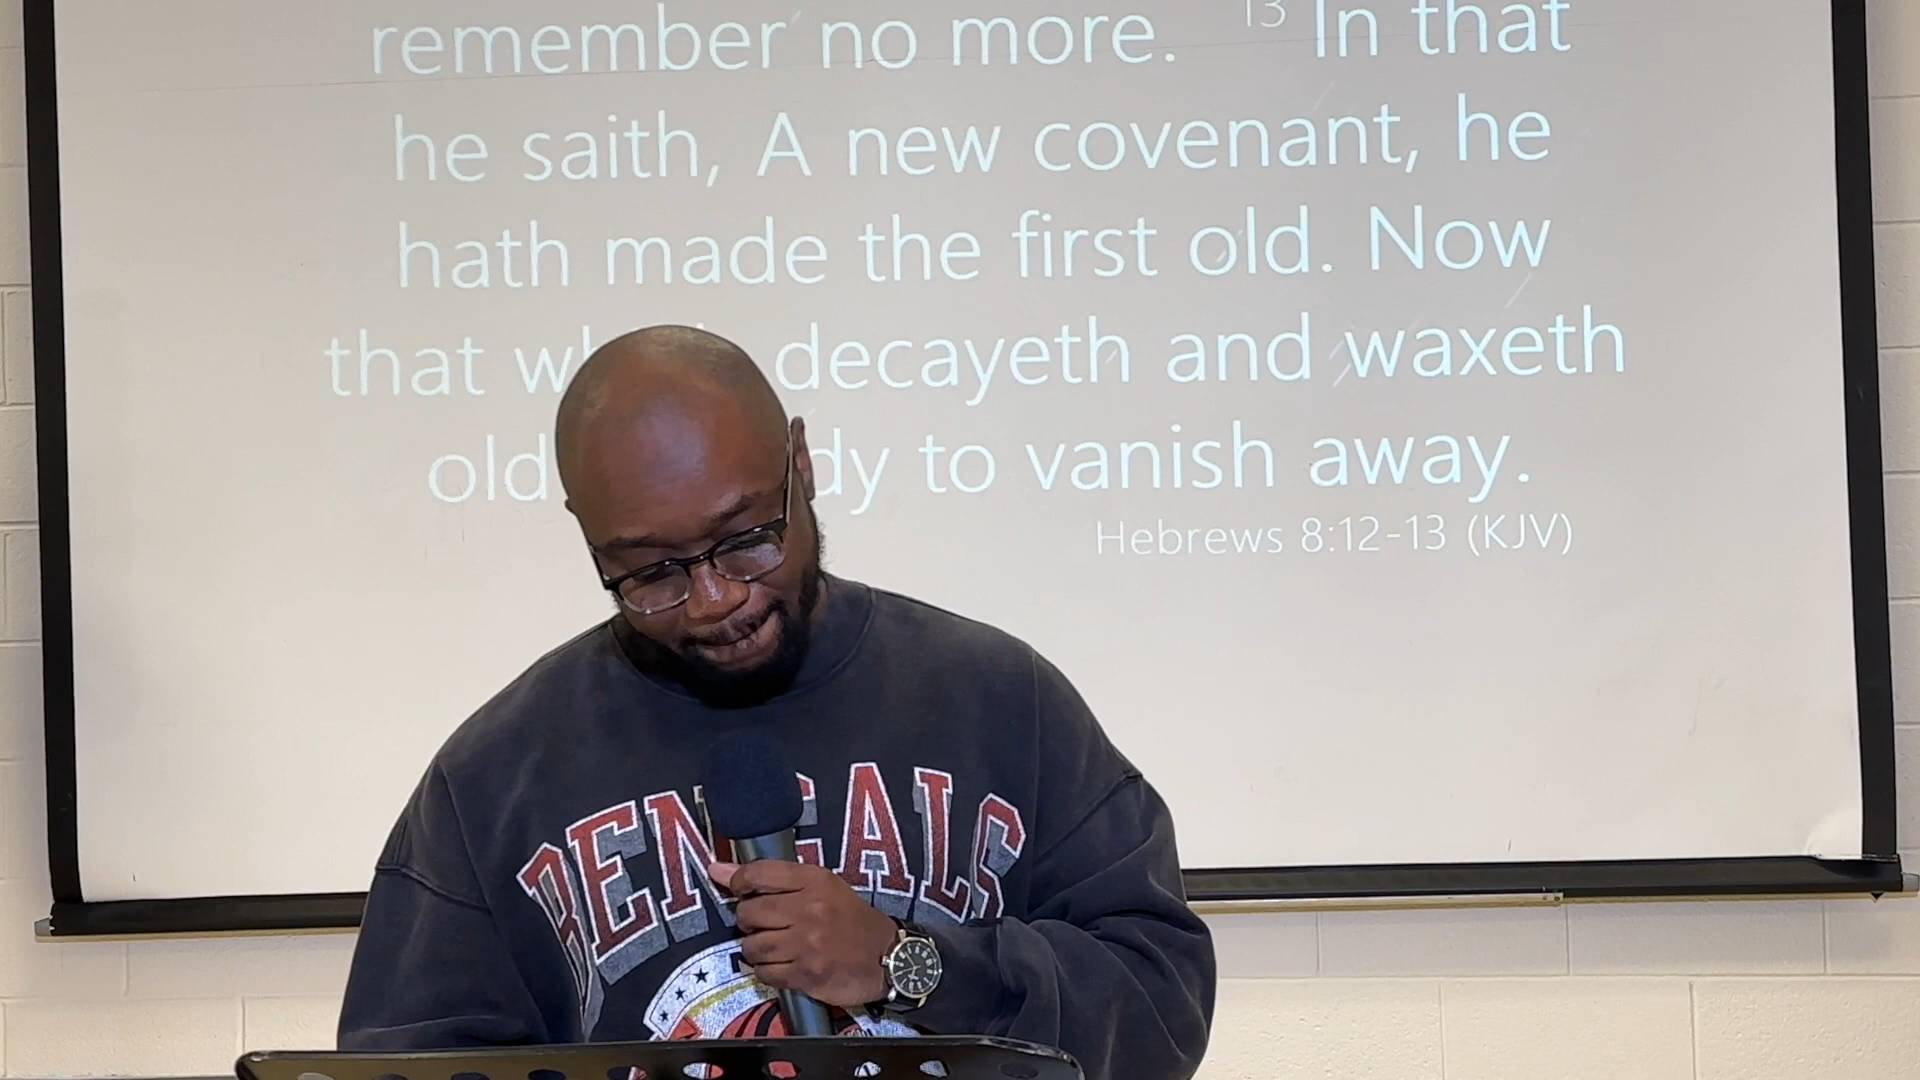 remember no more. 13 In that
he saith, A new covenant, he
hath made the first old. Now
that decayeth and waxeth
old to vanish away.
Hebrews 8:12-13 (KJV)
BENGALS